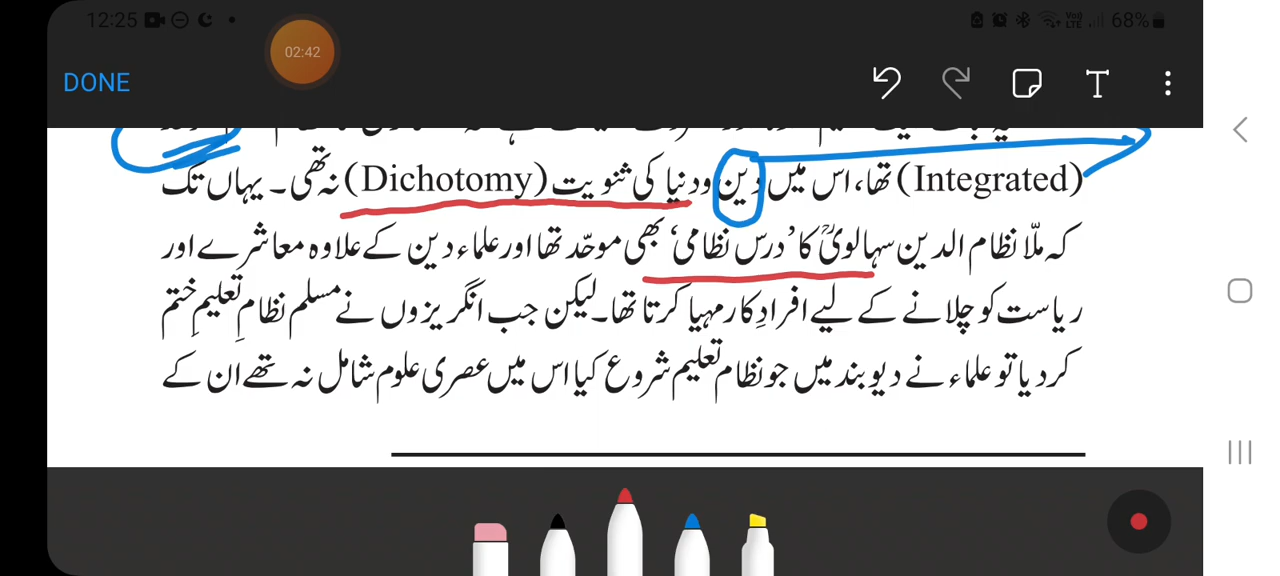 12:25
68%
02:42
DONE
T
(Integrated) تھا، اس میں دین ودنیا کی ثنویت (Dichotomy) نہ تھی۔ یہاں تک
کہ ملّا نظام الدین سہالویؒ کا ’درس نظامی‘ بھی موحّد تھا اور علماء دین کے علاوہ معاشرے اور
ریاست کو چلانے کے لیے افرادِ کار مہیا کرتا تھا۔ لیکن جب انگریزوں نے مسلم نظامِ تعلیم ختم
کردیا تو علماء نے دیوبند میں جو نظام تعلیم شروع کیا اس میں عصری علوم شامل نہ تھے ان کے